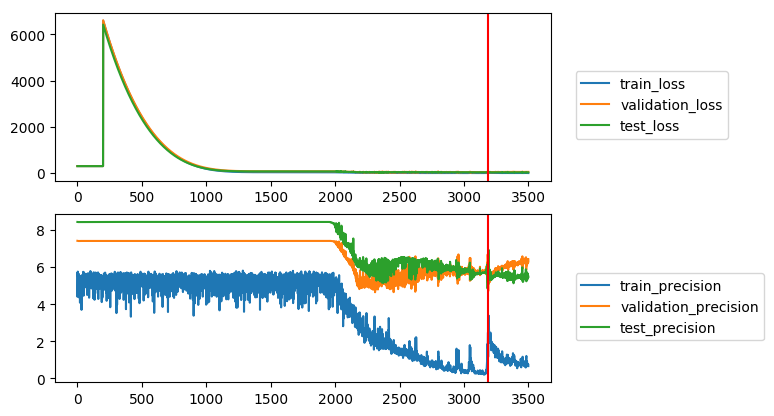 6000
4000
2000
0
0 500 1000 1500 2000 2500 3000 3500
train_loss
validation_loss
test_loss
8
6
4
2
0
0 500 1000 1500 2000 2500 3000 3500
train_precision
validation_precision
test_precision